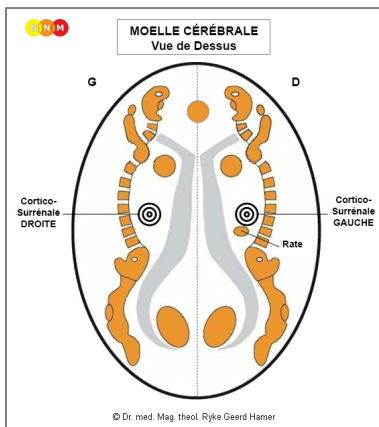 GNM
MOELLE CÉRÉBRALE
Vue de Dessus
G
D
Cortico-
Surrénale
DROITE
Cortico-
Surrénale
GAUCHE
Rate
© Dr. med. Mag. theol. Ryke Geerd Hamer